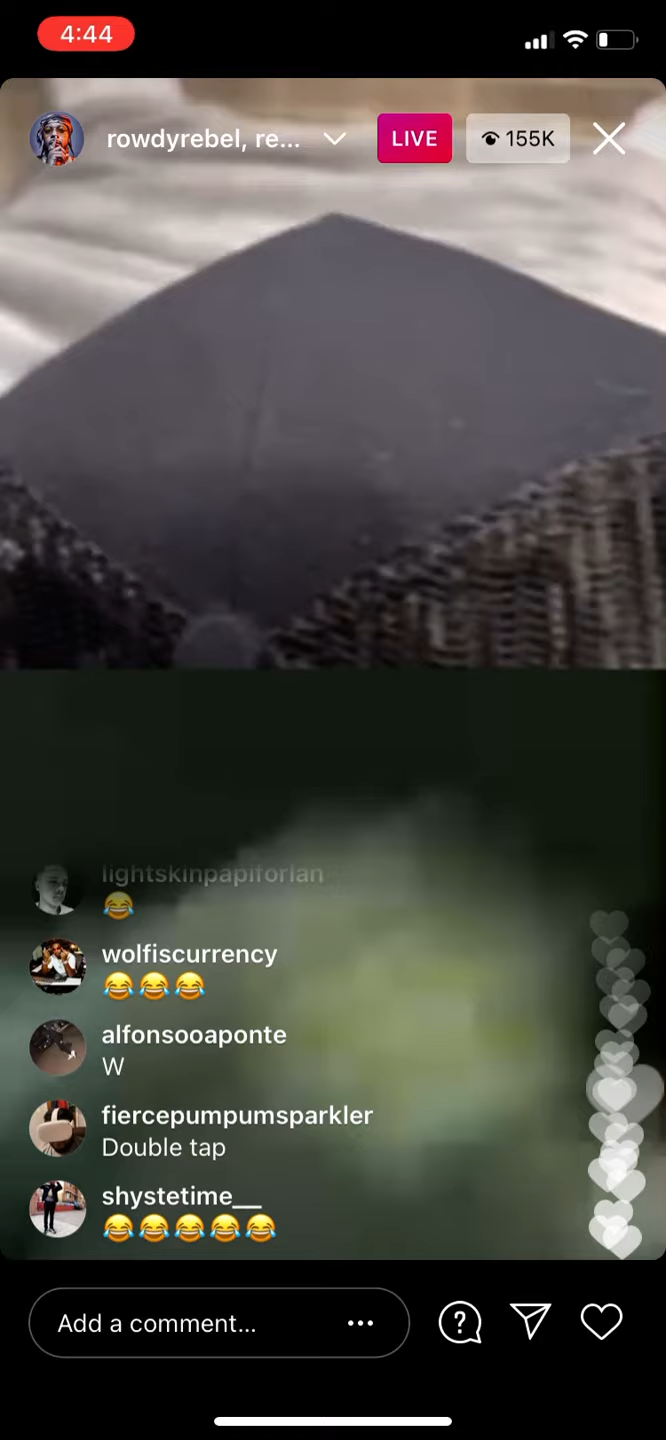 4:44
rowdyrebel, re...
LIVE
155K
lightskinpapiforlan
😂
wolfiscurrency
😂😂😂
alfonsooaponte
W
fiercepumpumsparkler
Double tap
shystetime__
😂😂😂😂😂
Add a comment...